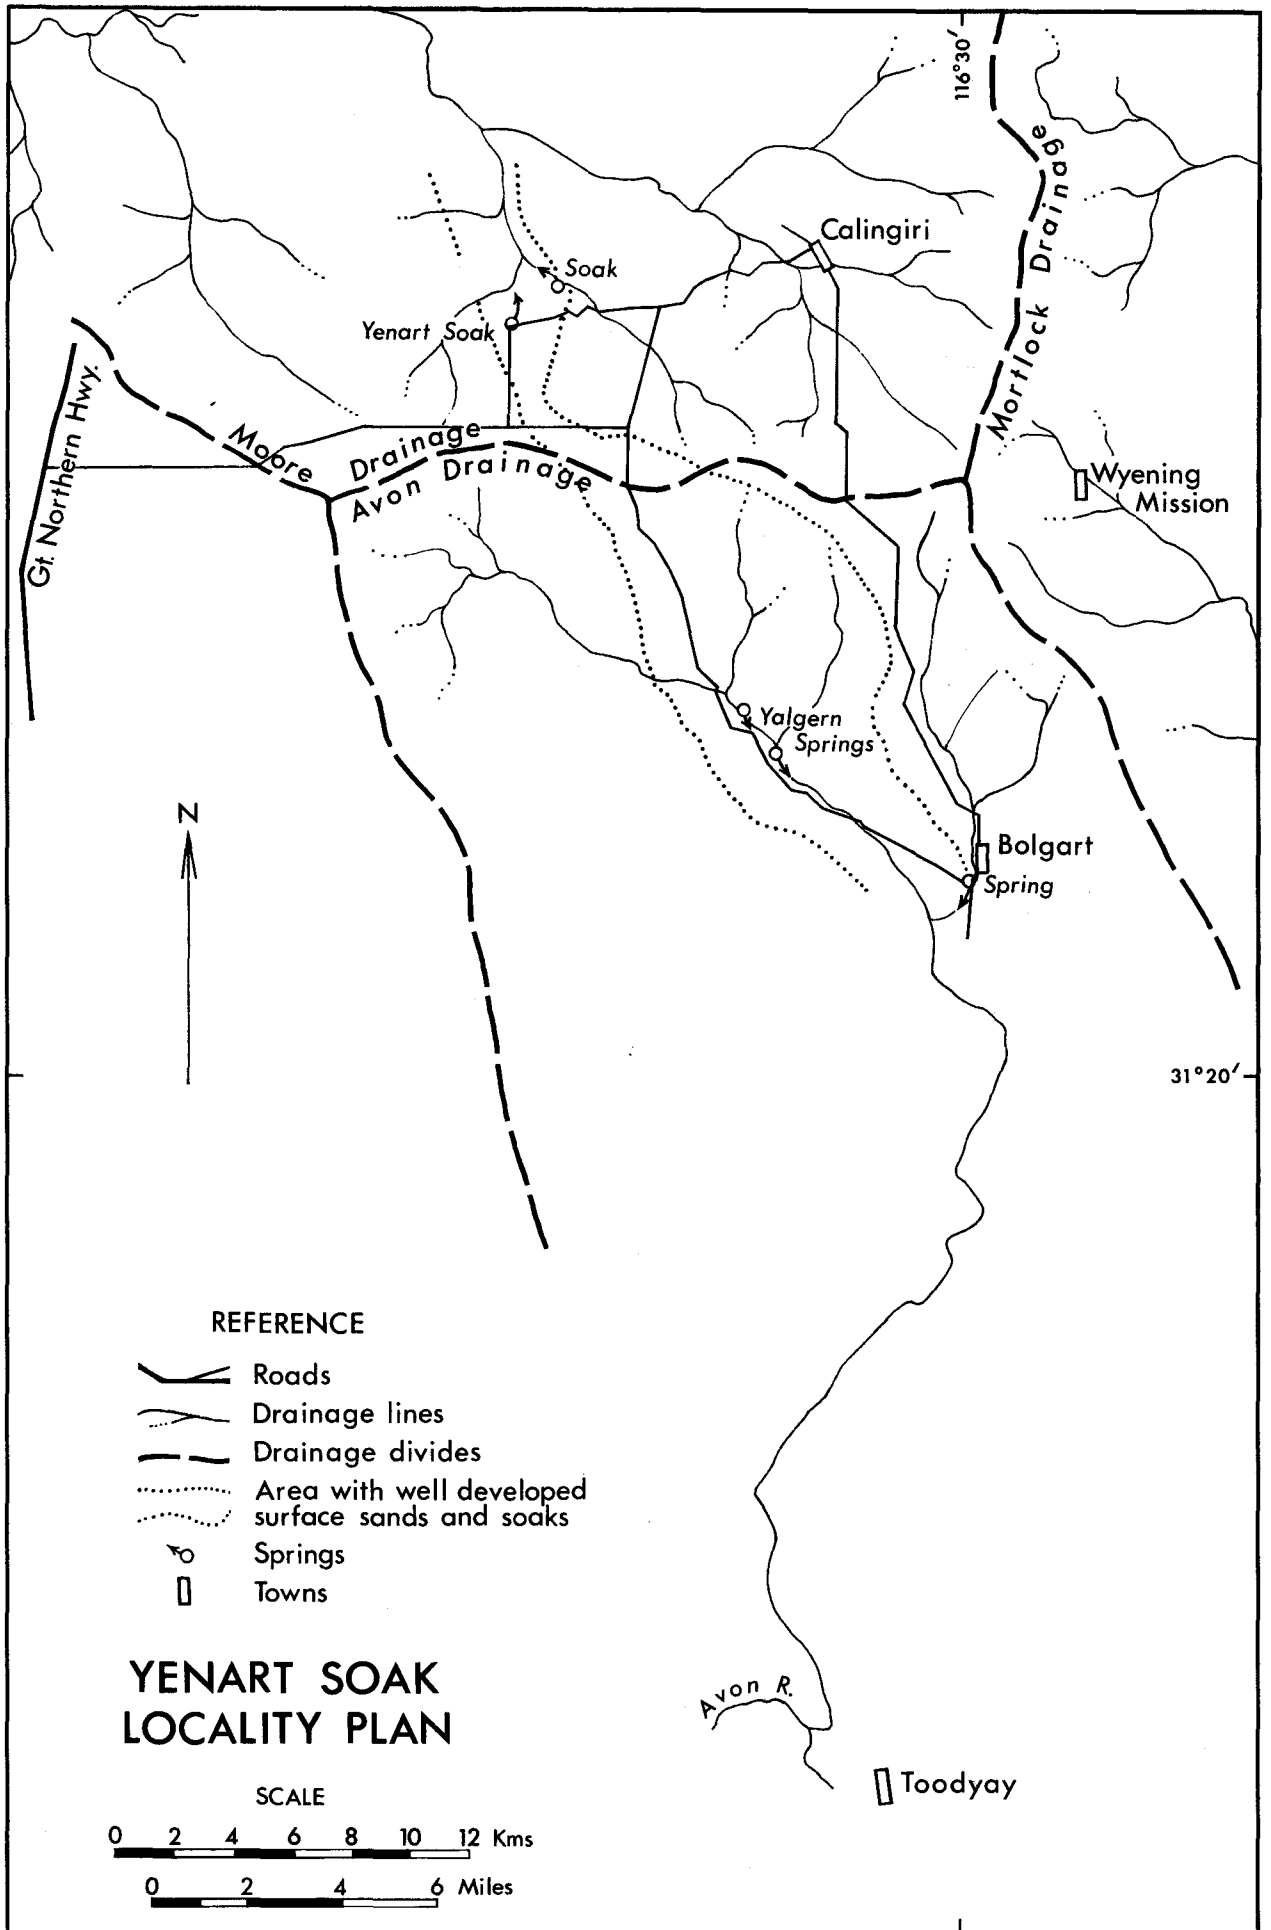 116°30′
Mortlock Drainage
Calingiri
Soak
Yenart Soak
Gt. Northern Hwy.
Moore
Drainage
Avon Drainage
Wyening
Mission
Yalgern
Springs
N
Bolgart
Spring
31°20′
REFERENCE
Roads
Drainage lines
Drainage divides
Area with well developed
surface sands and soaks
Springs
Towns
YENART SOAK
LOCALITY PLAN
Avon R.
Toodyay
SCALE
0 2 4 6 8 10 12 Kms
0 2 4 6 Miles